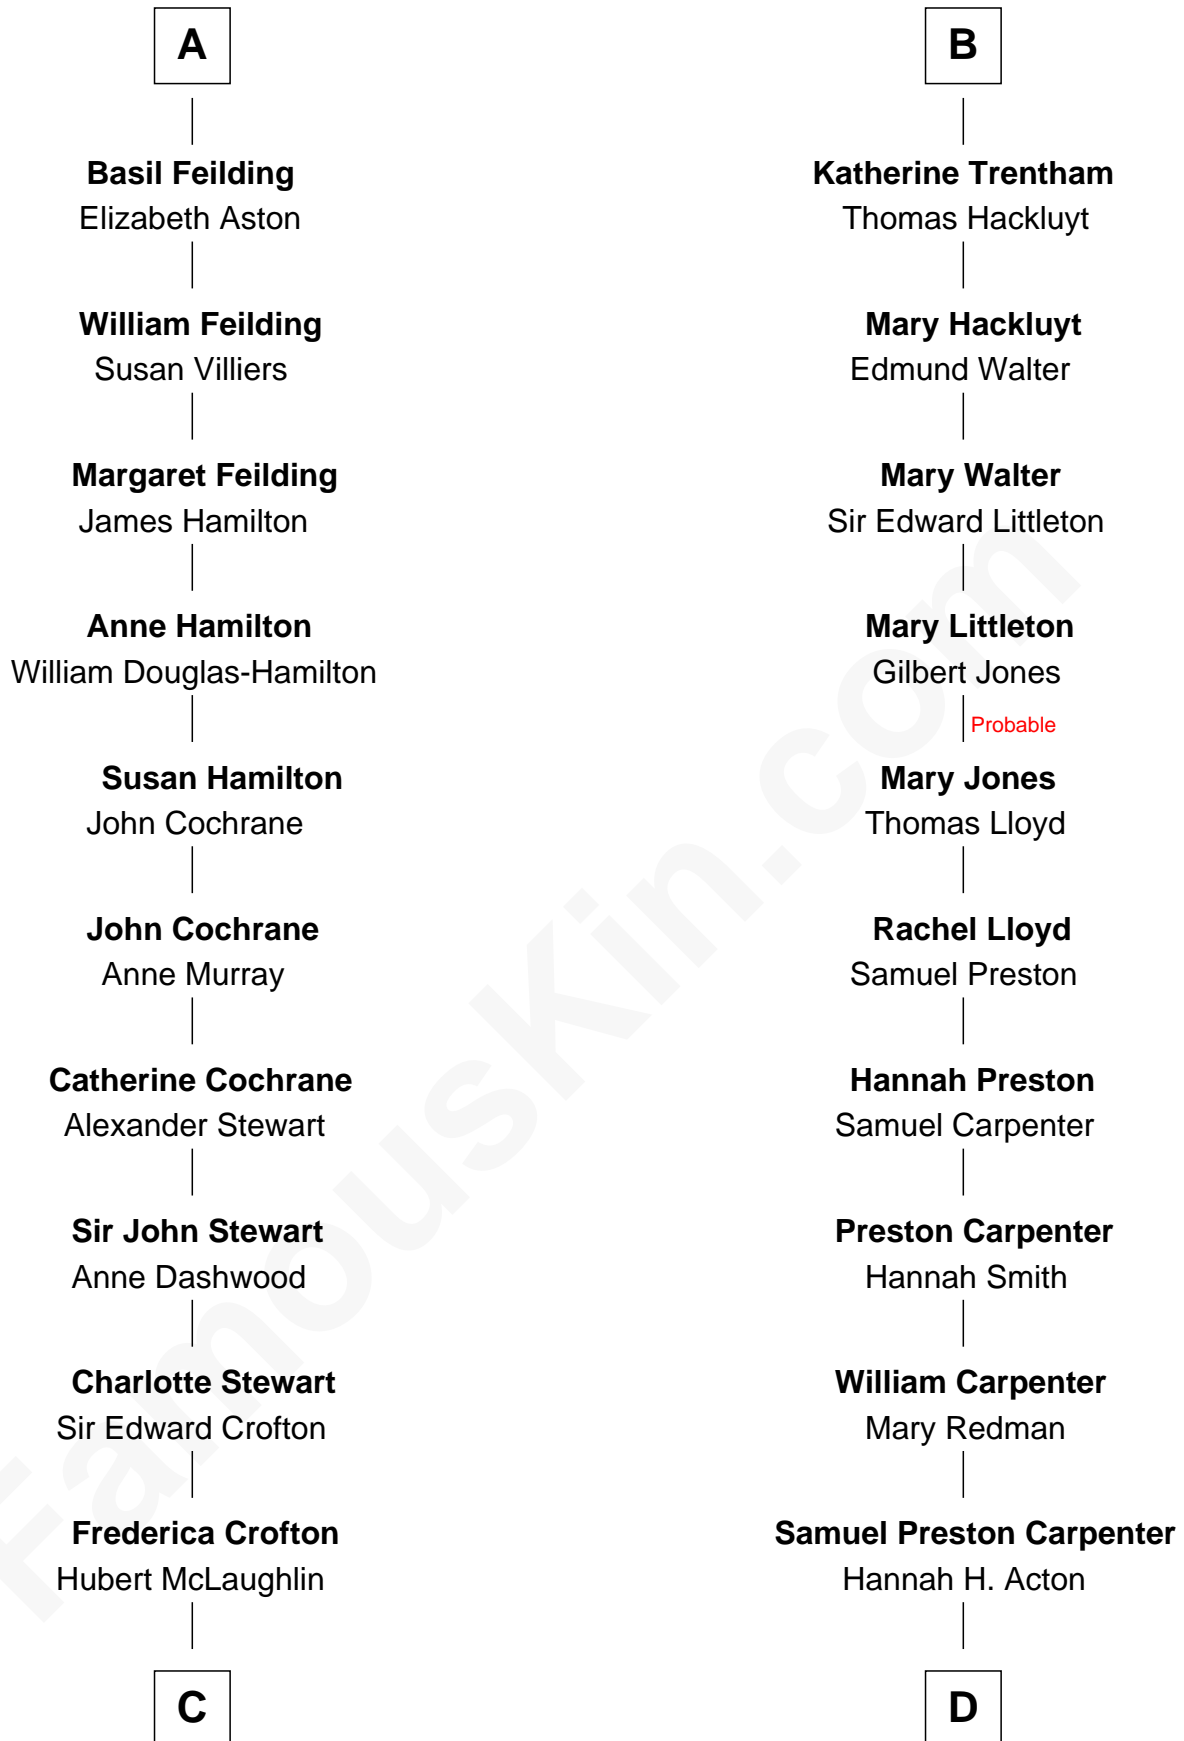 A
Basil Feilding
Elizabeth Aston
William Feilding
Susan Villiers
Margaret Feilding
James Hamilton
Anne Hamilton
William Douglas-Hamilton
Susan Hamilton
John Cochrane
John Cochrane
Anne Murray
Catherine Cochrane
Alexander Stewart
Sir John Stewart
Anne Dashwood
Charlotte Stewart
Sir Edward Crofton
Frederica Crofton
Hubert McLaughlin
C
B
Katherine Trentham
Thomas Hackluyt
Mary Hackluyt
Edmund Walter
Mary Walter
Sir Edward Littleton
Mary Littleton
Gilbert Jones
Probable
Mary Jones
Thomas Lloyd
Rachel Lloyd
Samuel Preston
Hannah Preston
Samuel Carpenter
Preston Carpenter
Hannah Smith
William Carpenter
Mary Redman
Samuel Preston Carpenter
Hannah H. Acton
D
FamousKin.com